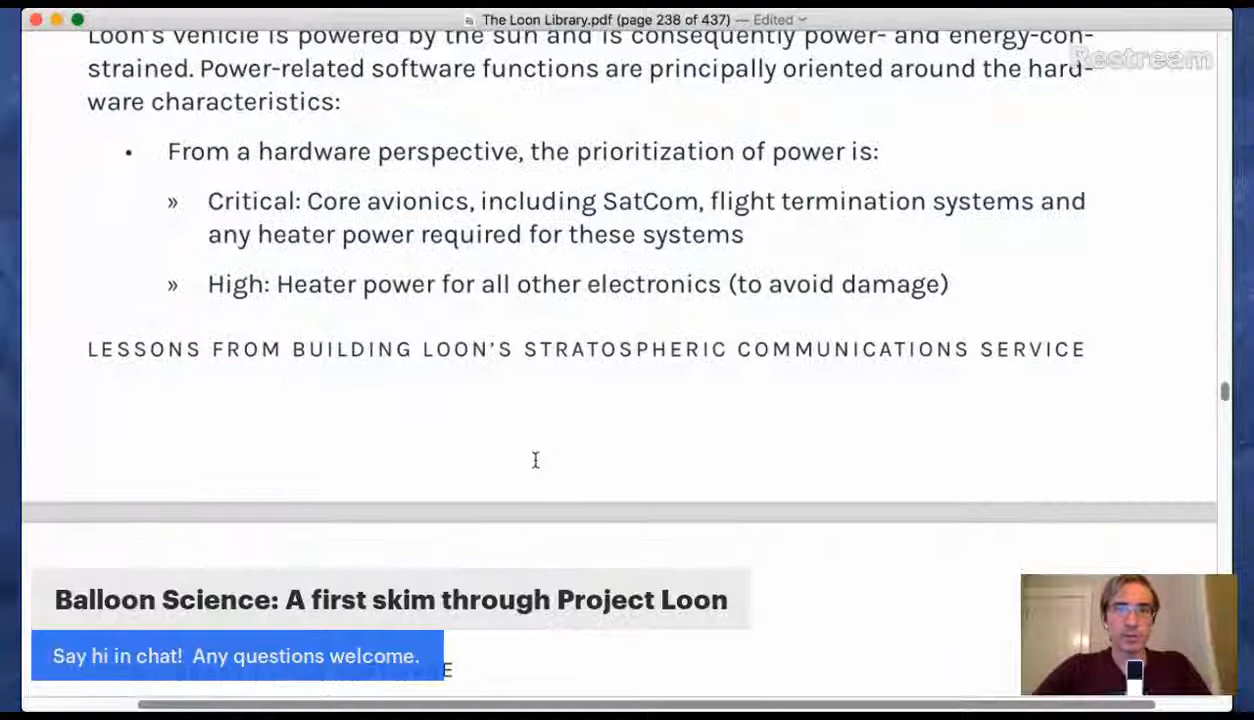 The Loon Library.pdf (page 238 of 437) — Edited
Loon's vehicle is powered by the sun and is consequently power- and energy-con-
Restream
strained. Power-related software functions are principally oriented around the hard-
ware characteristics:
• From a hardware perspective, the prioritization of power is:
» Critical: Core avionics, including SatCom, flight termination systems and
any heater power required for these systems
» High: Heater power for all other electronics (to avoid damage)
LESSONS FROM BUILDING LOON'S STRATOSPHERIC COMMUNICATIONS SERVICE
Balloon Science: A first skim through Project Loon
Say hi in chat! Any questions welcome.